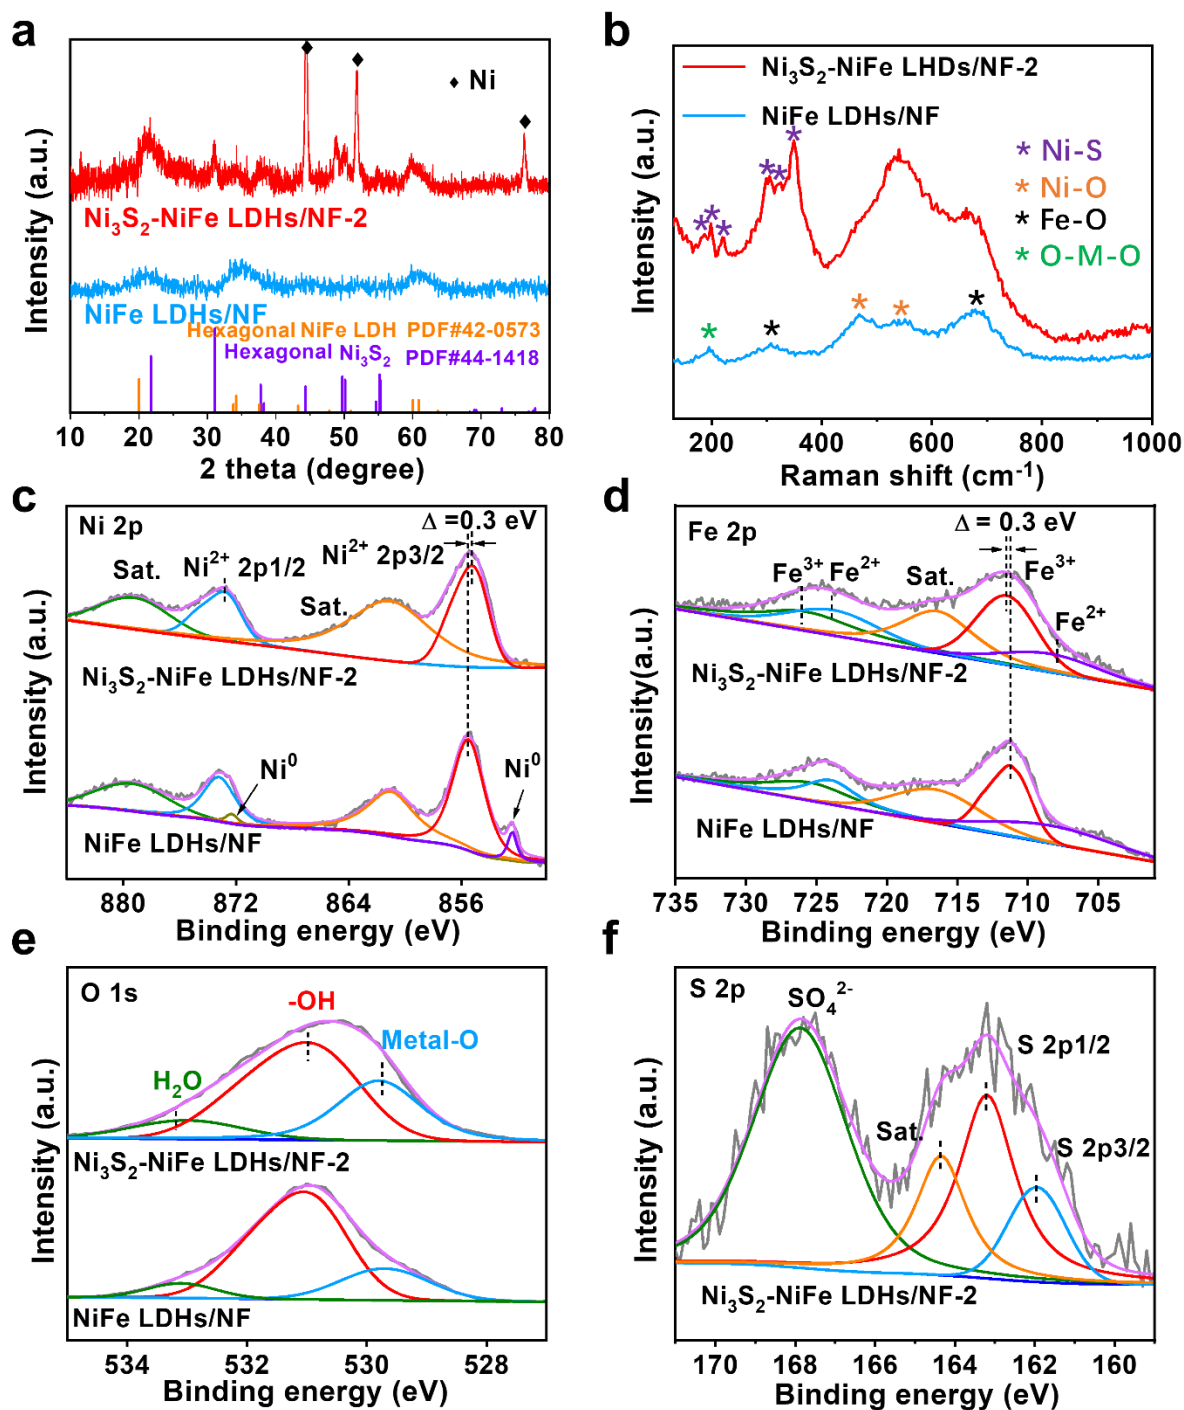 a
Intensity (a.u.)
♦ Ni
Ni₃S₂-NiFe LDHs/NF-2
NiFe LDHs/NF
Hexagonal NiFe LDH PDF#42-0573
Hexagonal Ni₃S₂ PDF#44-1418
10 20 30 40 50 60 70 80
2 theta (degree)
b
Intensity (a.u.)
Ni₃S₂-NiFe LHDs/NF-2
NiFe LDHs/NF
* Ni-S
* Ni-O
* Fe-O
* O-M-O
200 400 600 800 1000
Raman shift (cm⁻¹)
c
Intensity (a.u.)
Ni 2p
Δ =0.3 eV
Sat.
Ni²⁺ 2p1/2
Ni²⁺ 2p3/2
Sat.
Ni₃S₂-NiFe LDHs/NF-2
Ni⁰
Ni⁰
NiFe LDHs/NF
880 872 864 856
Binding energy (eV)
d
Intensity(a.u.)
Fe 2p
Δ = 0.3 eV
Fe³⁺
Fe²⁺
Sat.
Fe³⁺
Fe²⁺
Ni₃S₂-NiFe LDHs/NF-2
NiFe LDHs/NF
735 730 725 720 715 710 705
Binding energy (eV)
e
Intensity (a.u.)
O 1s
-OH
Metal-O
H₂O
Ni₃S₂-NiFe LDHs/NF-2
NiFe LDHs/NF
534 532 530 528
Binding energy (eV)
f
Intensity (a.u.)
S 2p
SO₄²⁻
S 2p1/2
Sat.
S 2p3/2
Ni₃S₂-NiFe LDHs/NF-2
170 168 166 164 162 160
Binding energy (eV)